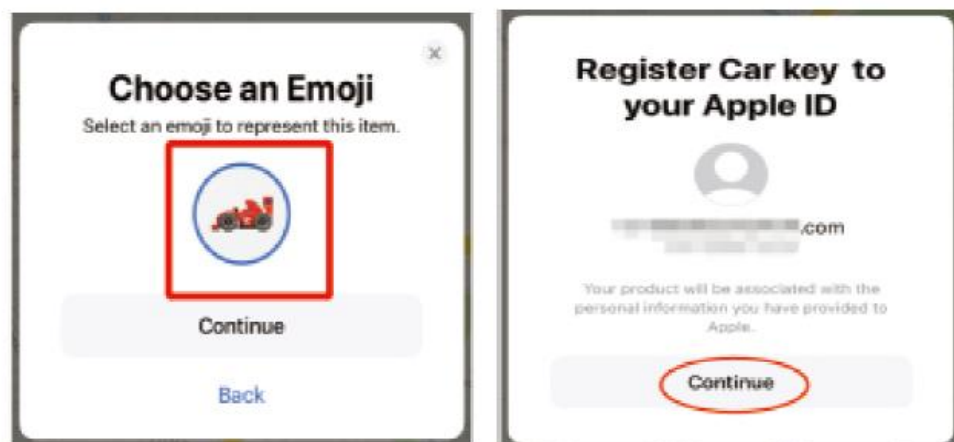 Choose an Emoji
Select an emoji to represent this item.
Continue
Back
Register Car key to
your Apple ID
.com
Your product will be associated with the
personal information you have provided to
Apple.
Continue